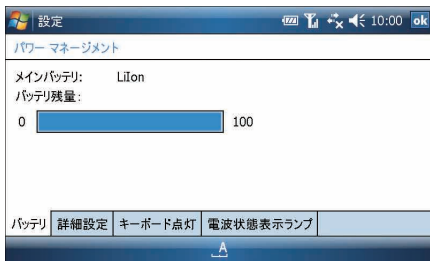 設定 10:00 ok
パワー マネージメント
メインバッテリ: LiIon
バッテリ残量:
0 100
バッテリ 詳細設定 キーボード点灯 電波状態表示ランプ
A